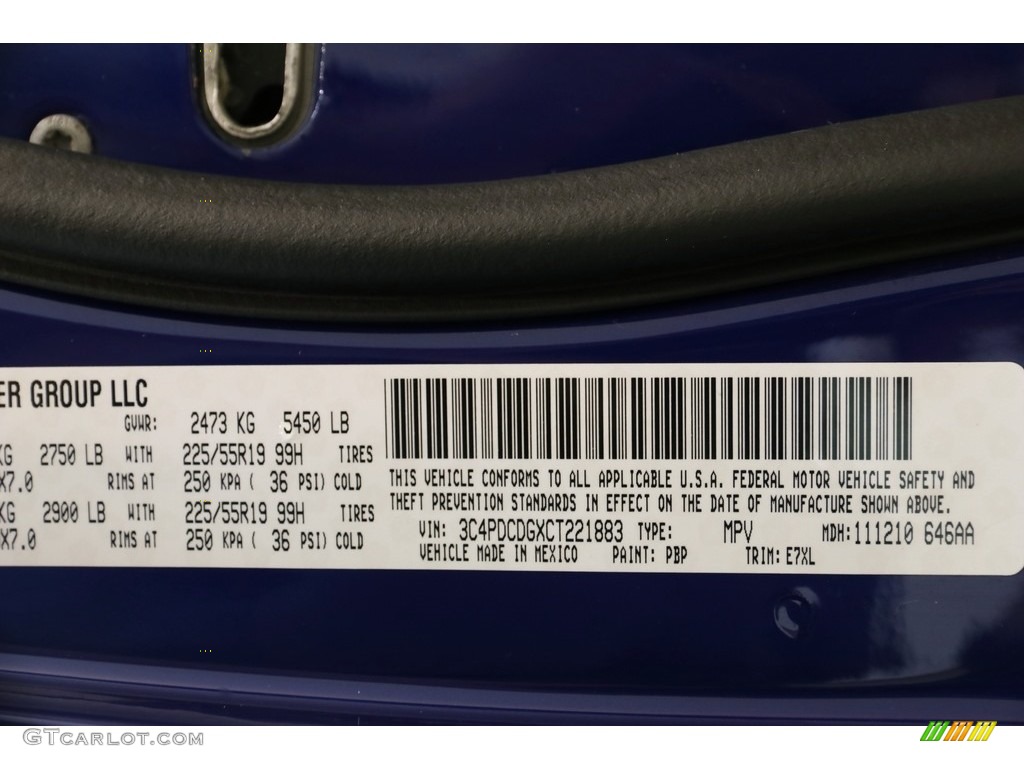 ER GROUP LLC
GVWR: 2473 KG 5450 LB
KG 2750 LB WITH 225/55R19 99H TIRES
X7.0 RIMS AT 250 KPA ( 36 PSI) COLD
KG 2900 LB WITH 225/55R19 99H TIRES
X7.0 RIMS AT 250 KPA ( 36 PSI) COLD
THIS VEHICLE CONFORMS TO ALL APPLICABLE U.S.A. FEDERAL MOTOR VEHICLE SAFETY AND
THEFT PREVENTION STANDARDS IN EFFECT ON THE DATE OF MANUFACTURE SHOWN ABOVE.
VIN: 3C4PDCDGXCT221883 TYPE: MPV MDH:111210 646AA
VEHICLE MADE IN MEXICO PAINT: PBP TRIM: E7XL
GTCARLOT.COM